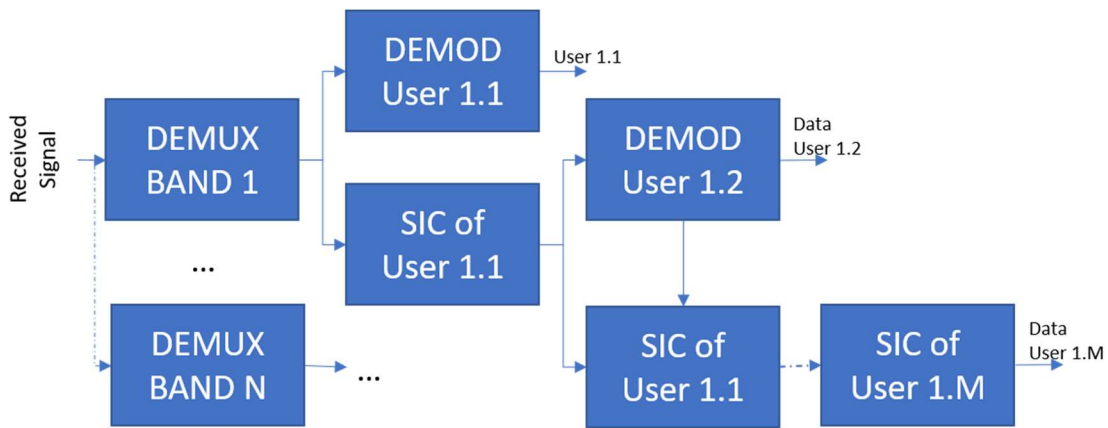 Received
Signal
DEMUX
BAND 1
...
DEMUX
BAND N
...
DEMOD
User 1.1
User 1.1
SIC of
User 1.1
DEMOD
User 1.2
Data
User 1.2
SIC of
User 1.1
SIC of
User 1.M
Data
User 1.M